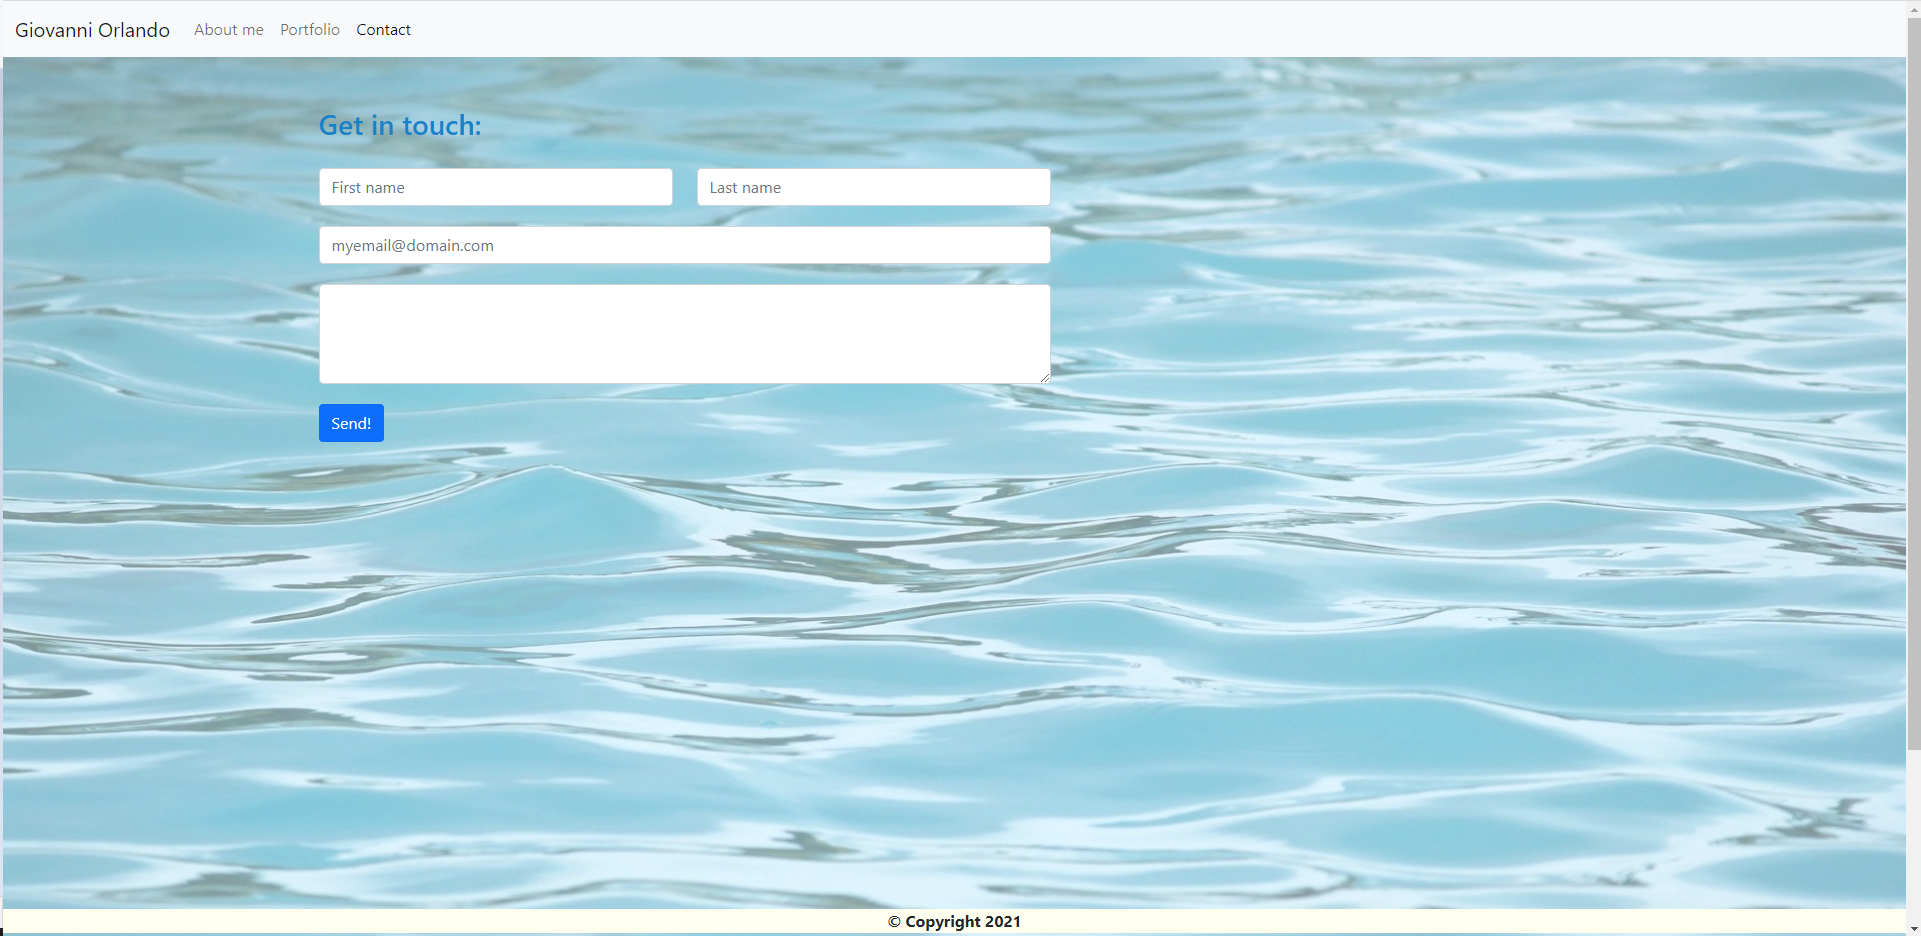 Giovanni Orlando About me Portfolio Contact
Get in touch:
First name Last name
myemail@domain.com
Send!
© Copyright 2021